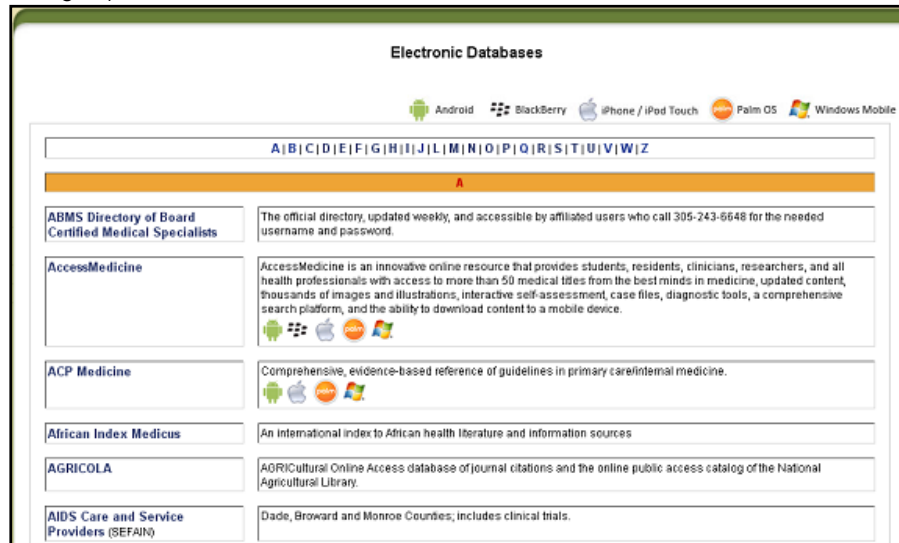 Electronic Databases
Android BlackBerry iPhone / iPod Touch Palm OS Windows Mobile
A|B|C|D|E|F|G|H|I|J|L|M|N|O|P|Q|R|S|T|U|V|W|Z
A
ABMS Directory of Board
Certified Medical Specialists
The official directory, updated weekly, and accessible by affiliated users who call 305-243-6648 for the needed
username and password.
AccessMedicine
AccessMedicine is an innovative online resource that provides students, residents, clinicians, researchers, and all
health professionals with access to more than 50 medical titles from the best minds in medicine, updated content,
thousands of images and illustrations, interactive self-assessment, case files, diagnostic tools, a comprehensive
search platform, and the ability to download content to a mobile device.
ACP Medicine
Comprehensive, evidence-based reference of guidelines in primary care/internal medicine.
African Index Medicus
An international index to African health literature and information sources
AGRICOLA
AGRICultural Online Access database of journal citations and the online public access catalog of the National
Agricultural Library.
AIDS Care and Service
Providers (SEFAIN)
Dade, Broward and Monroe Counties; includes clinical trials.